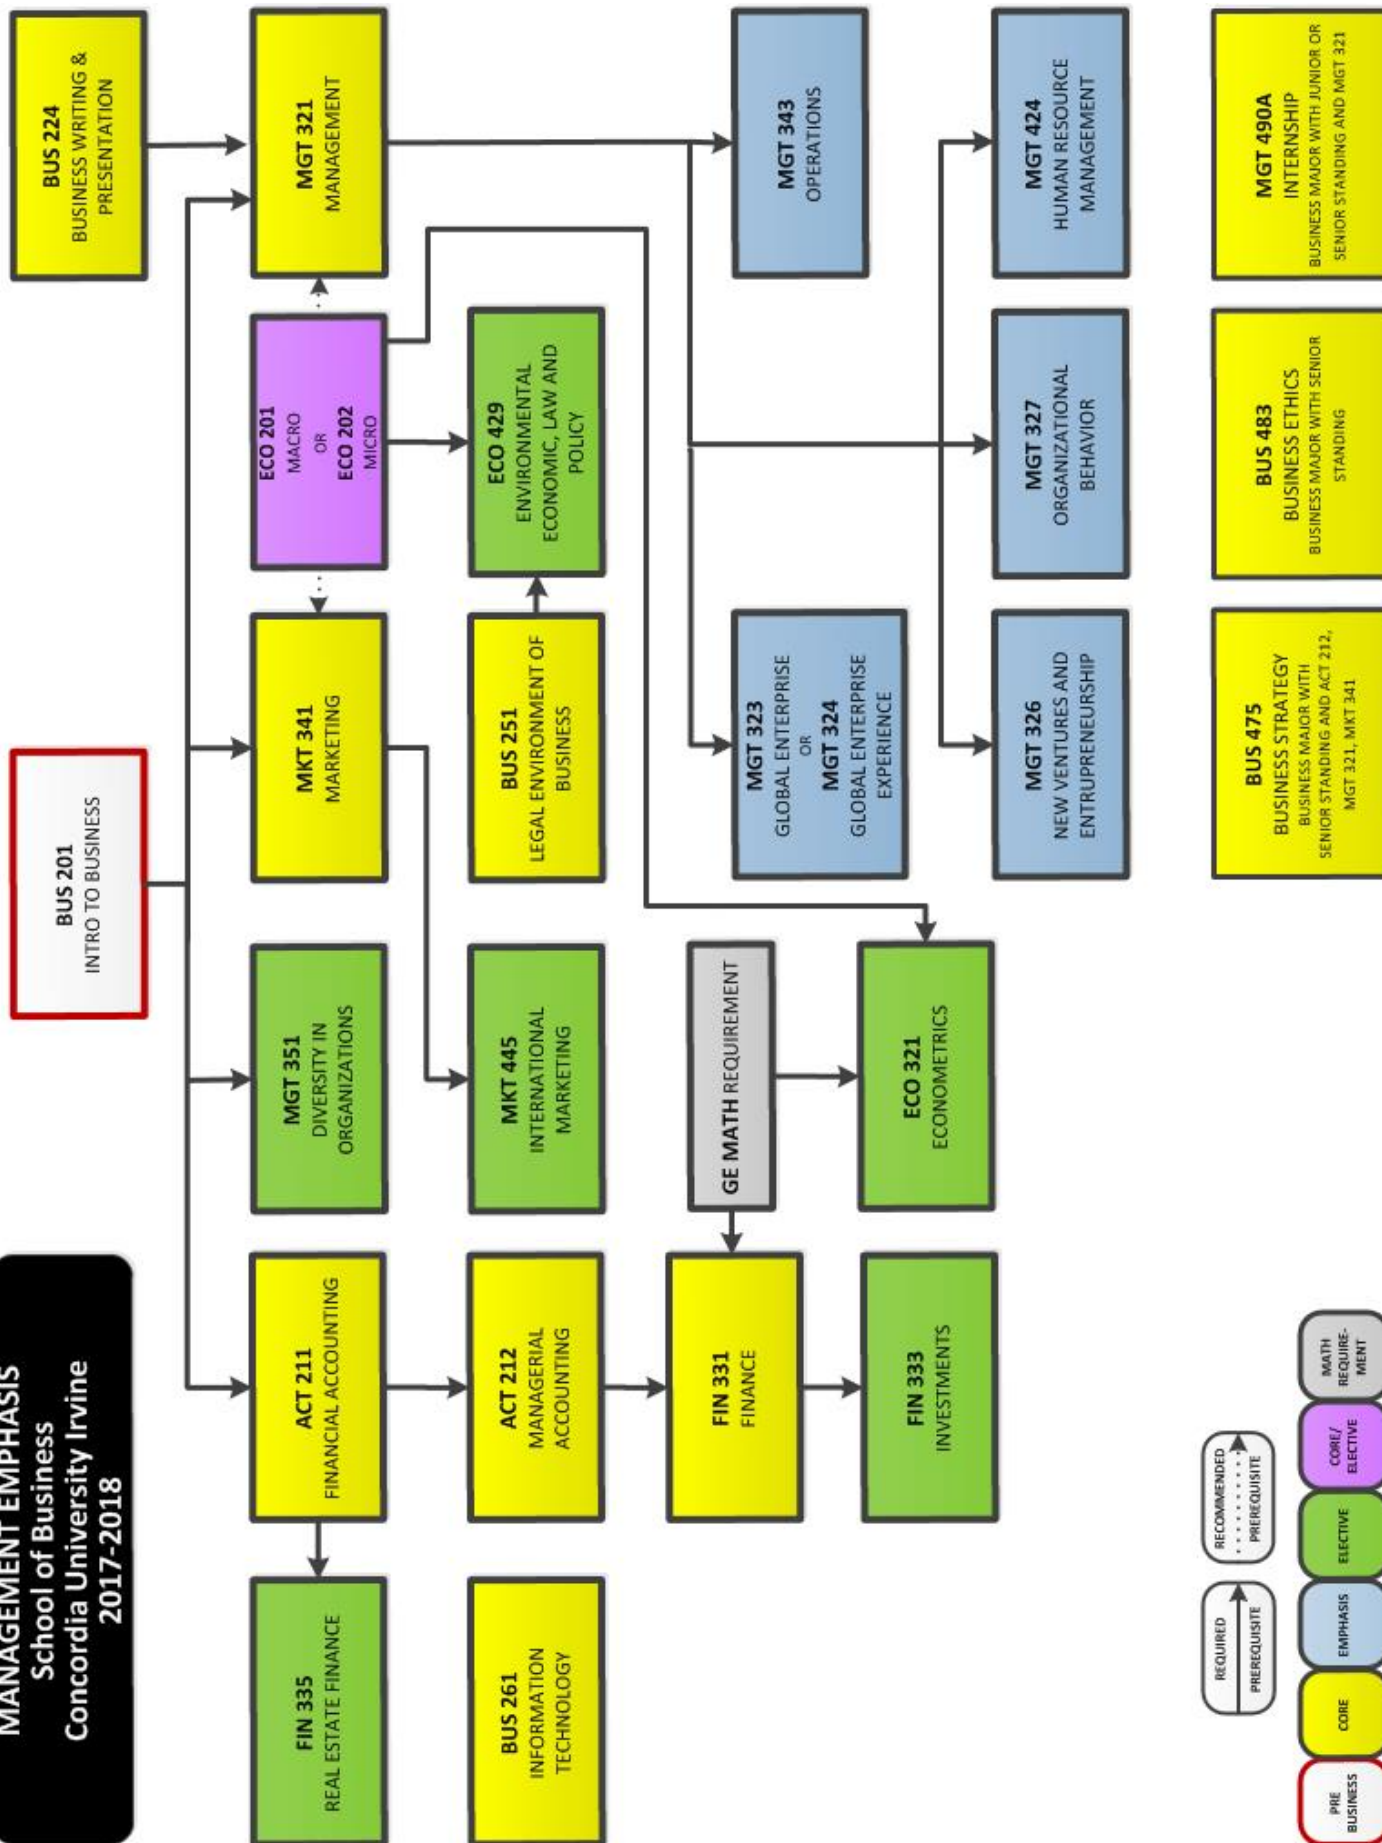 MANAGEMENT EMPHASIS
School of Business
Concordia University Irvine
2017-2018
BUS 201
INTRO TO BUSINESS
BUS 224
BUSINESS WRITING &
PRESENTATION
FIN 335
REAL ESTATE FINANCE
ACT 211
FINANCIAL ACCOUNTING
MGT 351
DIVERSITY IN
ORGANIZATIONS
MKT 341
MARKETING
ECO 201
MACRO
OR
ECO 202
MICRO
MGT 321
MANAGEMENT
BUS 261
INFORMATION
TECHNOLOGY
ACT 212
MANAGERIAL
ACCOUNTING
MKT 445
INTERNATIONAL
MARKETING
BUS 251
LEGAL ENVIRONMENT OF
BUSINESS
ECO 429
ENVIRONMENTAL
ECONOMIC, LAW AND
POLICY
FIN 331
FINANCE
GE MATH REQUIREMENT
MGT 323
GLOBAL ENTERPRISE
OR
MGT 324
GLOBAL ENTERPRISE
EXPERIENCE
MGT 343
OPERATIONS
FIN 333
INVESTMENTS
ECO 321
ECONOMETRICS
MGT 326
NEW VENTURES AND
ENTRUPRENEURSHIP
MGT 327
ORGANIZATIONAL
BEHAVIOR
MGT 424
HUMAN RESOURCE
MANAGEMENT
BUS 475
BUSINESS STRATEGY
BUSINESS MAJOR WITH
SENIOR STANDING AND ACT 212,
MGT 321, MKT 341
BUS 483
BUSINESS ETHICS
BUSINESS MAJOR WITH SENIOR
STANDING
MGT 490A
INTERNSHIP
BUSINESS MAJOR WITH JUNIOR OR
SENIOR STANDING AND MGT 321
REQUIRED
PREREQUISITE
RECOMMENDED
PREREQUISITE
PRE
BUSINESS
CORE
EMPHASIS
ELECTIVE
CORE/
ELECTIVE
MATH
REQUIRE-
MENT